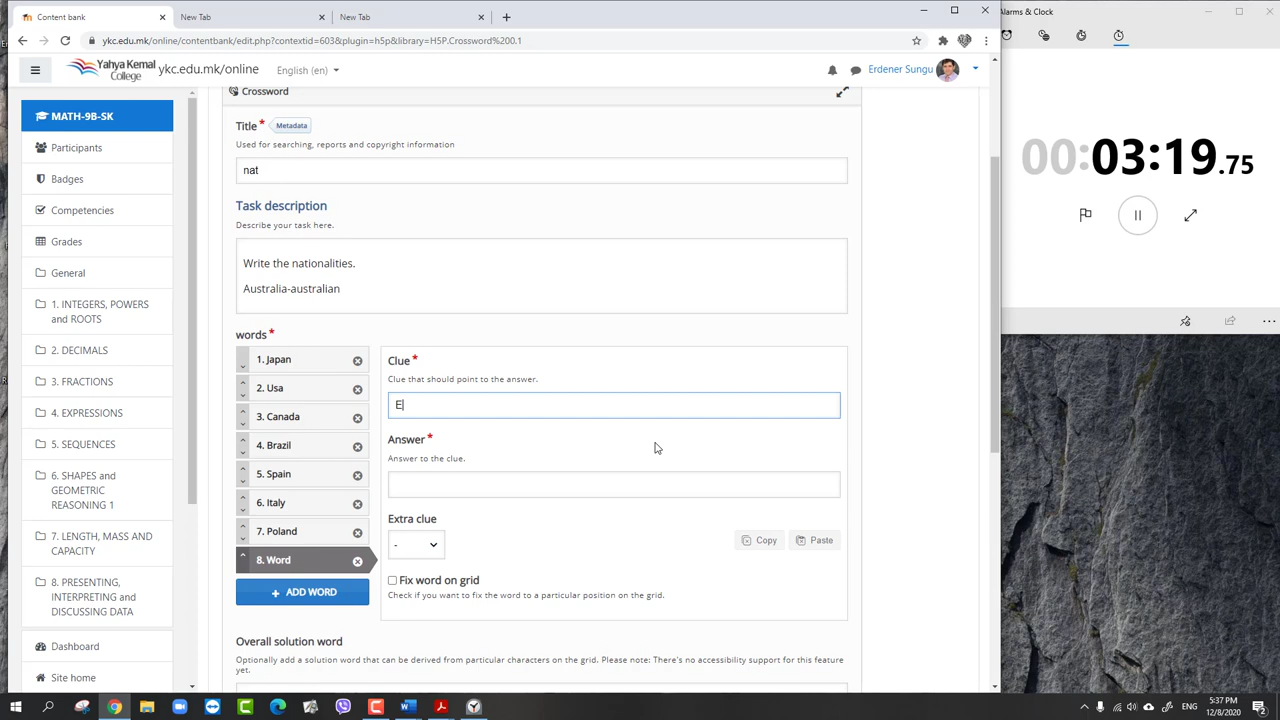 Content bank
New Tab
New Tab
Alarms & Clock
ykc.edu.mk/online/contentbank/edit.php?contextid=603&plugin=h5p&library=H5P.Crossword%200.1
Yahya Kemal
College
ykc.edu.mk/online
English (en)
Erdener Sungu
MATH-9B-SK
Participants
Badges
Competencies
Grades
General
1. INTEGERS, POWERS
and ROOTS
2. DECIMALS
3. FRACTIONS
4. EXPRESSIONS
5. SEQUENCES
6. SHAPES and
GEOMETRIC
REASONING 1
7. LENGTH, MASS AND
CAPACITY
8. PRESENTING,
INTERPRETING and
DISCUSSING DATA
Dashboard
Site home
Crossword
Title* Metadata
Used for searching, reports and copyright information
nat
Task description
Describe your task here.
Write the nationalities.
Australia-australian
words*
1. Japan
2. Usa
3. Canada
4. Brazil
5. Spain
6. Italy
7. Poland
8. Word
+ ADD WORD
Clue*
Clue that should point to the answer.
E
Answer*
Answer to the clue.
Extra clue
-
Copy
Paste
Fix word on grid
Check if you want to fix the word to a particular position on the grid.
Overall solution word
Optionally add a solution word that can be derived from particular characters on the grid. Please note: There's no accessibility support for this feature
yet.
00:03:19.75
ENG
5:37 PM
12/8/2020
2